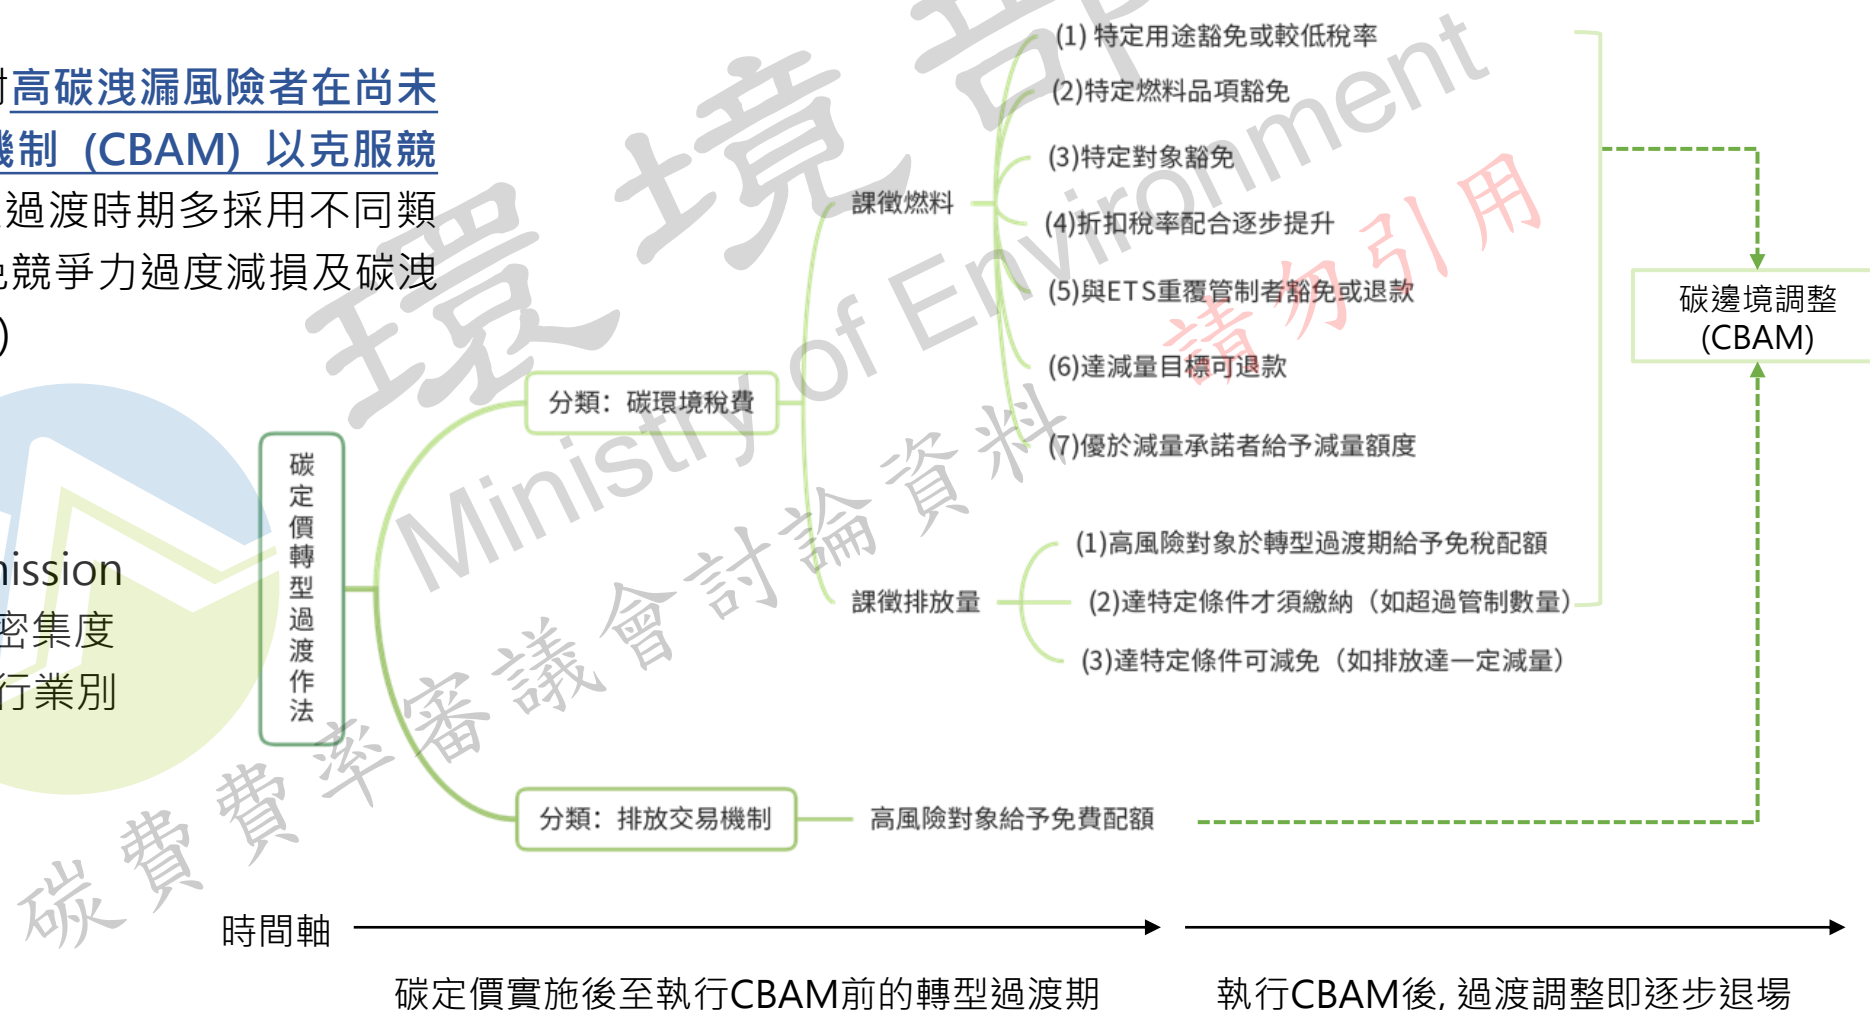 討高碳洩漏風險者在尚未
機制 (CBAM) 以克服競
過渡時期多採用不同類
免競爭力過度減損及碳洩
)
mission
密集度
行業別
碳定價轉型過渡作法
分類：碳環境稅費
課徵燃料
(1) 特定用途豁免或較低稅率
(2)特定燃料品項豁免
(3)特定對象豁免
(4)折扣稅率配合逐步提升
(5)與ETS重覆管制者豁免或退款
(6)達減量目標可退款
(7)優於減量承諾者給予減量額度
課徵排放量
(1)高風險對象於轉型過渡期給予免稅配額
(2)達特定條件才須繳納（如超過管制數量）
(3)達特定條件可減免（如排放達一定減量）
分類：排放交易機制
高風險對象給予免費配額
碳邊境調整
(CBAM)
時間軸
碳定價實施後至執行CBAM前的轉型過渡期
執行CBAM後, 過渡調整即逐步退場
環境部
Ministry of Environment
碳費費率審議會討論資料
請勿引用